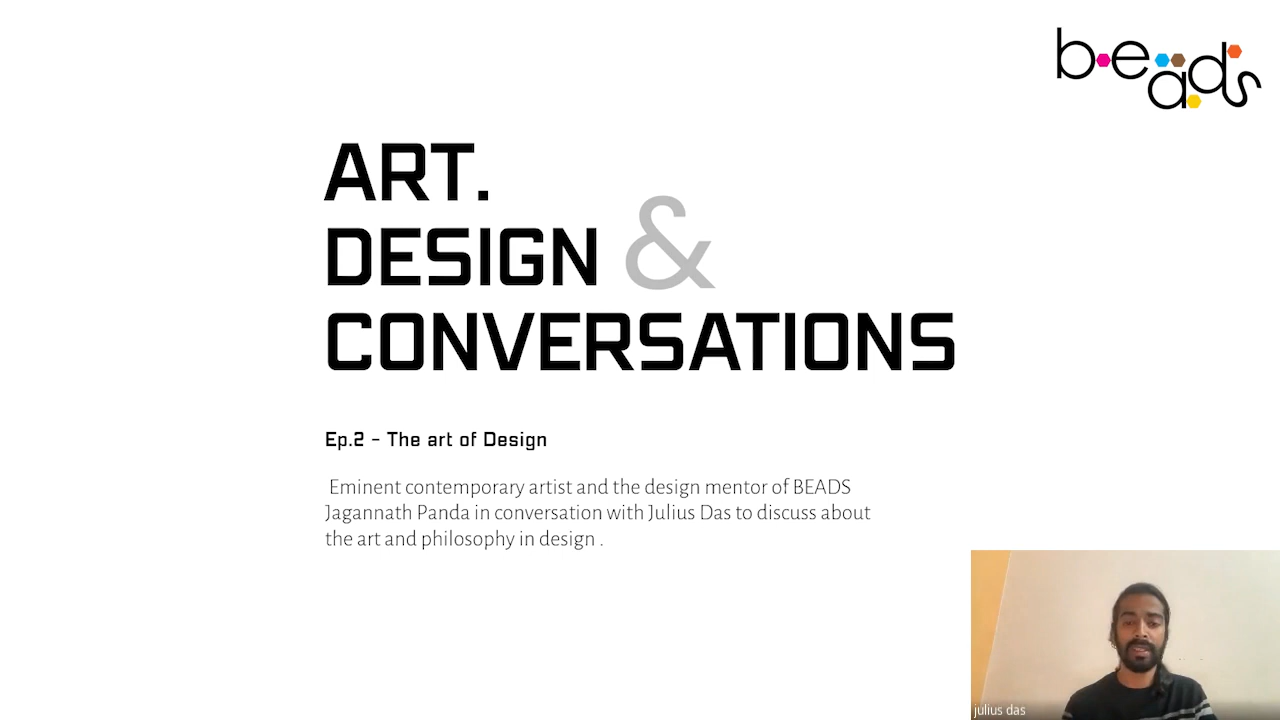 beads
ART.
DESIGN &
CONVERSATIONS
Ep.2 - The art of Design
Eminent contemporary artist and the design mentor of BEADS
Jagannath Panda in conversation with Julius Das to discuss about
the art and philosophy in design .
julius das